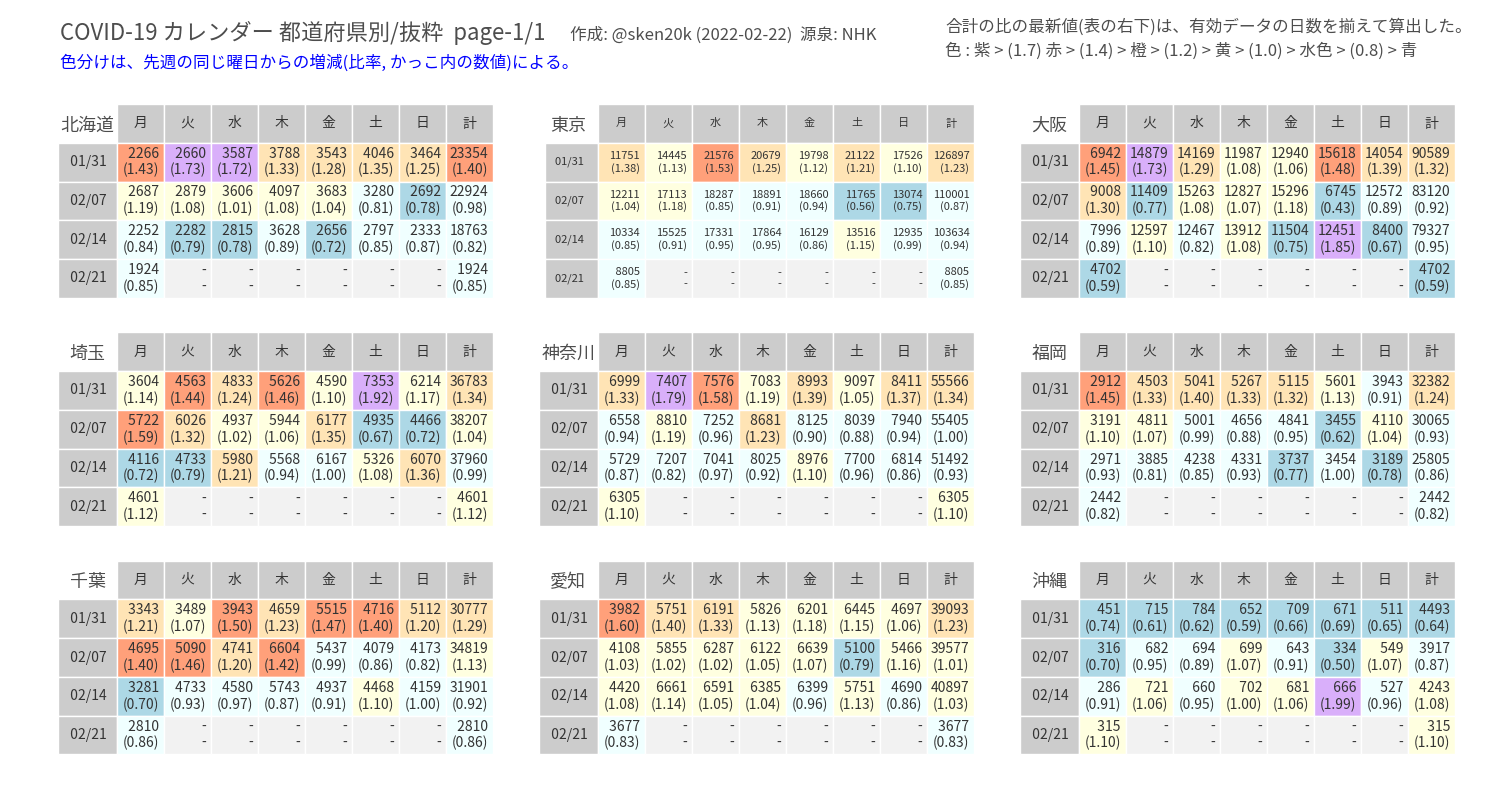 COVID-19 カレンダー 都道府県別/抜粋 page-1/1 作成: @sken20k (2022-02-22) 源泉: NHK
合計の比の最新値(表の右下)は、有効データの日数を揃えて算出した。
色分けは、先週の同じ曜日からの増減(比率, かっこ内の数値)による。
色 : 紫 > (1.7) 赤 > (1.4) > 橙 > (1.2) > 黄 > (1.0) > 水色 > (0.8) > 青
北海道 月 火 水 木 金 土 日 計
01/31 2266 2660 3587 3788 3543 4046 3464 23354
(1.43) (1.73) (1.72) (1.33) (1.28) (1.35) (1.25) (1.40)
02/07 2687 2879 3606 4097 3683 3280 2692 22924
(1.19) (1.08) (1.01) (1.08) (1.04) (0.81) (0.78) (0.98)
02/14 2252 2282 2815 3628 2656 2797 2333 18763
(0.84) (0.79) (0.78) (0.89) (0.72) (0.85) (0.87) (0.82)
02/21 1924 - - - - - - 1924
(0.85) - - - - - - (0.85)
東京 月 火 水 木 金 土 日 計
01/31 11751 14445 21576 20679 19798 21122 17526 126897
(1.38) (1.13) (1.53) (1.25) (1.12) (1.21) (1.10) (1.23)
02/07 12211 17113 18287 18891 18660 11765 13074 110001
(1.04) (1.18) (0.85) (0.91) (0.94) (0.56) (0.75) (0.87)
02/14 10334 15525 17331 17864 16129 13516 12935 103634
(0.85) (0.91) (0.95) (0.95) (0.86) (1.15) (0.99) (0.94)
02/21 8805 - - - - - - 8805
(0.85) - - - - - - (0.85)
大阪 月 火 水 木 金 土 日 計
01/31 6942 14879 14169 11987 12940 15618 14054 90589
(1.45) (1.73) (1.29) (1.08) (1.06) (1.48) (1.39) (1.32)
02/07 9008 11409 15263 12827 15296 6745 12572 83120
(1.30) (0.77) (1.08) (1.07) (1.18) (0.43) (0.89) (0.92)
02/14 7996 12597 12467 13912 11504 12451 8400 79327
(0.89) (1.10) (0.82) (1.08) (0.75) (1.85) (0.67) (0.95)
02/21 4702 - - - - - - 4702
(0.59) - - - - - - (0.59)
埼玉 月 火 水 木 金 土 日 計
01/31 3604 4563 4833 5626 4590 7353 6214 36783
(1.14) (1.44) (1.24) (1.46) (1.10) (1.92) (1.17) (1.34)
02/07 5722 6026 4937 5944 6177 4935 4466 38207
(1.59) (1.32) (1.02) (1.06) (1.35) (0.67) (0.72) (1.04)
02/14 4116 4733 5980 5568 6167 5326 6070 37960
(0.72) (0.79) (1.21) (0.94) (1.00) (1.08) (1.36) (0.99)
02/21 4601 - - - - - - 4601
(1.12) - - - - - - (1.12)
神奈川 月 火 水 木 金 土 日 計
01/31 6999 7407 7576 7083 8993 9097 8411 55566
(1.33) (1.79) (1.58) (1.19) (1.39) (1.05) (1.37) (1.34)
02/07 6558 8810 7252 8681 8125 8039 7940 55405
(0.94) (1.19) (0.96) (1.23) (0.90) (0.88) (0.94) (1.00)
02/14 5729 7207 7041 8025 8976 7700 6814 51492
(0.87) (0.82) (0.97) (0.92) (1.10) (0.96) (0.86) (0.93)
02/21 6305 - - - - - - 6305
(1.10) - - - - - - (1.10)
福岡 月 火 水 木 金 土 日 計
01/31 2912 4503 5041 5267 5115 5601 3943 32382
(1.45) (1.33) (1.40) (1.33) (1.32) (1.13) (0.91) (1.24)
02/07 3191 4811 5001 4656 4841 3455 4110 30065
(1.10) (1.07) (0.99) (0.88) (0.95) (0.62) (1.04) (0.93)
02/14 2971 3885 4238 4331 3737 3454 3189 25805
(0.93) (0.81) (0.85) (0.93) (0.77) (1.00) (0.78) (0.86)
02/21 2442 - - - - - - 2442
(0.82) - - - - - - (0.82)
千葉 月 火 水 木 金 土 日 計
01/31 3343 3489 3943 4659 5515 4716 5112 30777
(1.21) (1.07) (1.50) (1.23) (1.47) (1.40) (1.20) (1.29)
02/07 4695 5090 4741 6604 5437 4079 4173 34819
(1.40) (1.46) (1.20) (1.42) (0.99) (0.86) (0.82) (1.13)
02/14 3281 4733 4580 5743 4937 4468 4159 31901
(0.70) (0.93) (0.97) (0.87) (0.91) (1.10) (1.00) (0.92)
02/21 2810 - - - - - - 2810
(0.86) - - - - - - (0.86)
愛知 月 火 水 木 金 土 日 計
01/31 3982 5751 6191 5826 6201 6445 4697 39093
(1.60) (1.40) (1.33) (1.13) (1.18) (1.15) (1.06) (1.23)
02/07 4108 5855 6287 6122 6639 5100 5466 39577
(1.03) (1.02) (1.02) (1.05) (1.07) (0.79) (1.16) (1.01)
02/14 4420 6661 6591 6385 6399 5751 4690 40897
(1.08) (1.14) (1.05) (1.04) (0.96) (1.13) (0.86) (1.03)
02/21 3677 - - - - - - 3677
(0.83) - - - - - - (0.83)
沖縄 月 火 水 木 金 土 日 計
01/31 451 715 784 652 709 671 511 4493
(0.74) (0.61) (0.62) (0.59) (0.66) (0.69) (0.65) (0.64)
02/07 316 682 694 699 643 334 549 3917
(0.70) (0.95) (0.89) (1.07) (0.91) (0.50) (1.07) (0.87)
02/14 286 721 660 702 681 666 527 4243
(0.91) (1.06) (0.95) (1.00) (1.06) (1.99) (0.96) (1.08)
02/21 315 - - - - - - 315
(1.10) - - - - - - (1.10)